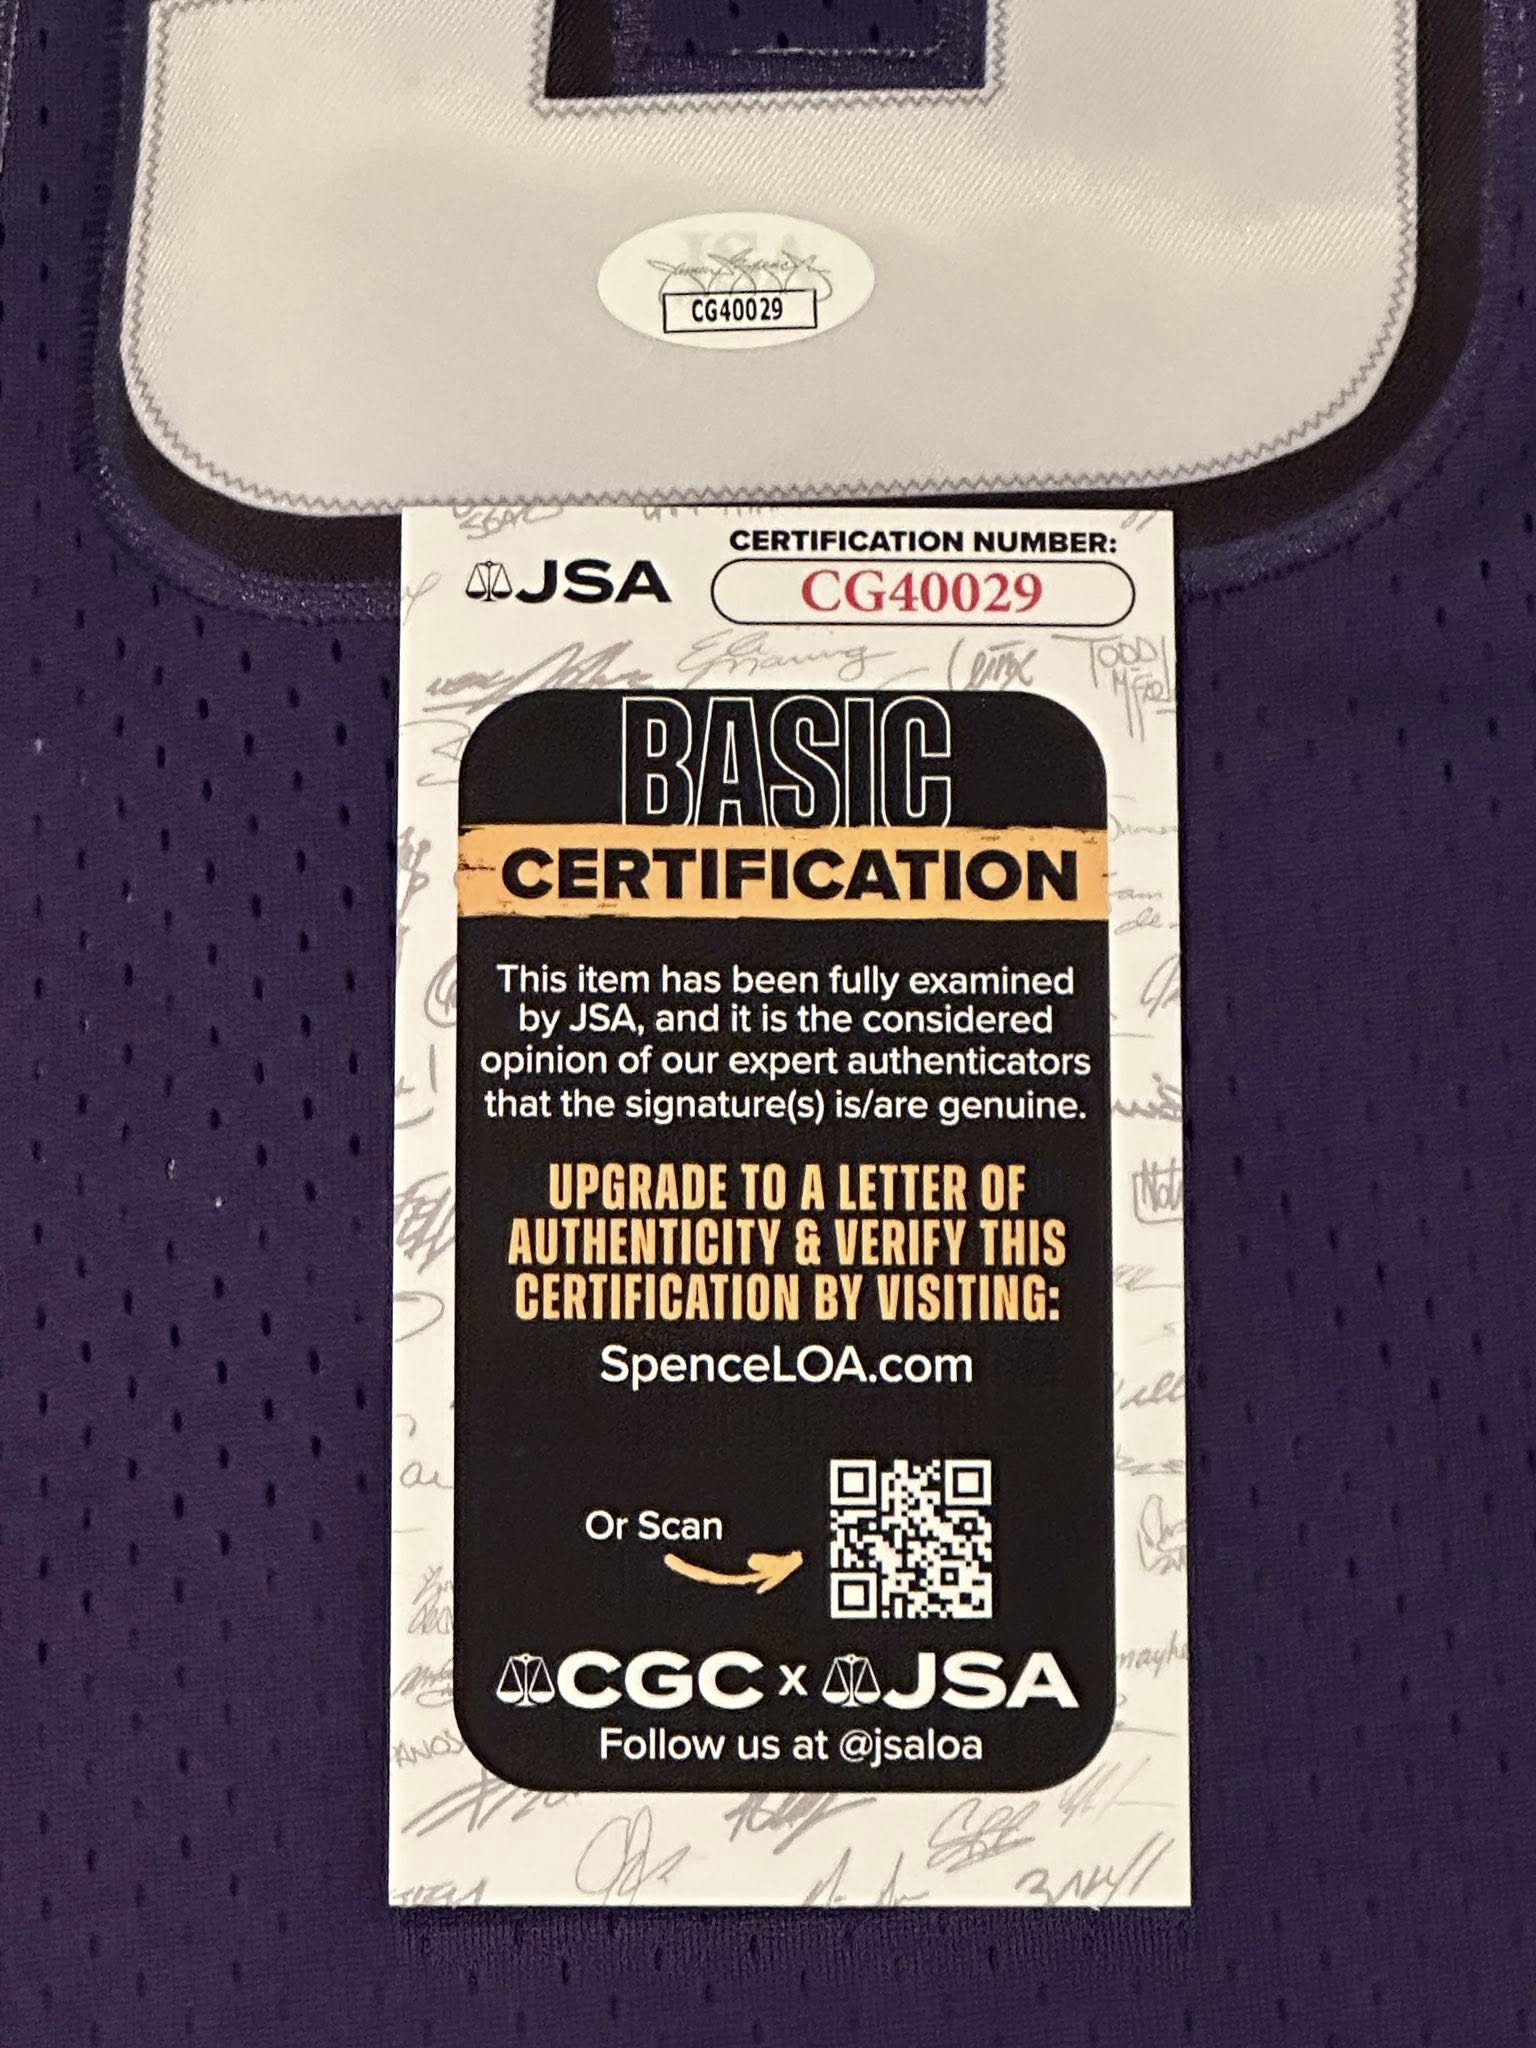 JSA
CG40029
JSA
CERTIFICATION NUMBER:
CG40029
BASIC
CERTIFICATION
This item has been fully examined
by JSA, and it is the considered
opinion of our expert authenticators
that the signature(s) is/are genuine.
UPGRADE TO A LETTER OF
AUTHENTICITY & VERIFY THIS
CERTIFICATION BY VISITING:
SpenceLOA.com
Or Scan
CGC x JSA
Follow us at @jsaloa